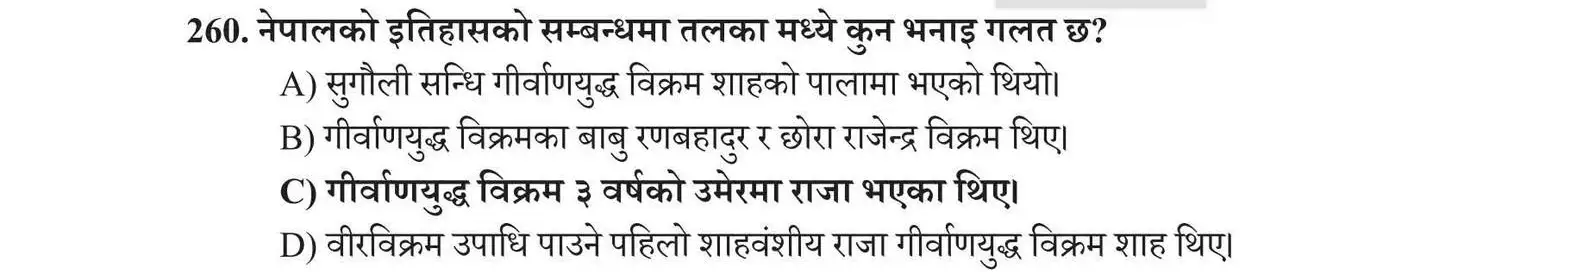 260. नेपालको इतिहासको सम्बन्धमा तलका मध्ये कुन भनाइ गलत छ?
A) सुगौली सन्धि गीर्वाणयुद्ध विक्रम शाहको पालामा भएको थियो।
B) गीर्वाणयुद्ध विक्रमका बाबु रणबहादुर र छोरा राजेन्द्र विक्रम थिए।
C) गीर्वाणयुद्ध विक्रम ३ वर्षको उमेरमा राजा भएका थिए।
D) वीरविक्रम उपाधि पाउने पहिलो शाहवंशीय राजा गीर्वाणयुद्ध विक्रम शाह थिए।